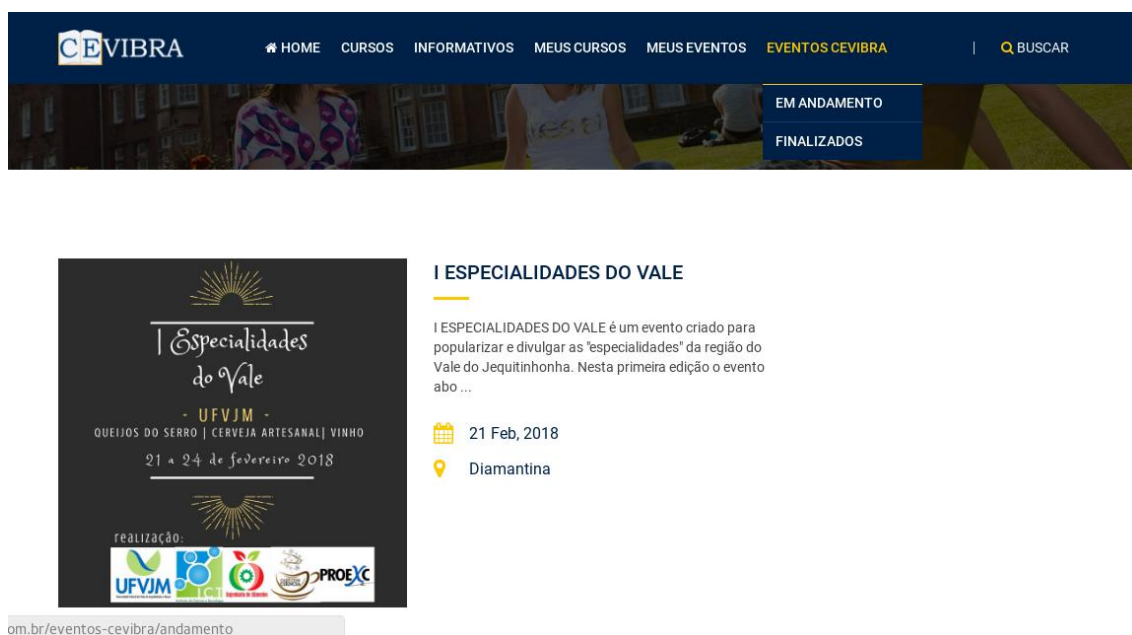 CEVIBRA
HOME CURSOS INFORMATIVOS MEUS CURSOS MEUS EVENTOS EVENTOS CEVIBRA | BUSCAR
EM ANDAMENTO
FINALIZADOS
I Especialidades
do Vale
- UFVJM -
QUEIJOS DO SERRO | CERVEJA ARTESANAL| VINHO
21 a 24 de fevereiro 2018
realização:
UFVJM
ICT
PROEXC
I ESPECIALIDADES DO VALE
I ESPECIALIDADES DO VALE é um evento criado para
popularizar e divulgar as "especialidades" da região do
Vale do Jequitinhonha. Nesta primeira edição o evento
abo ...
21 Feb, 2018
Diamantina
om.br/eventos-cevibra/andamento